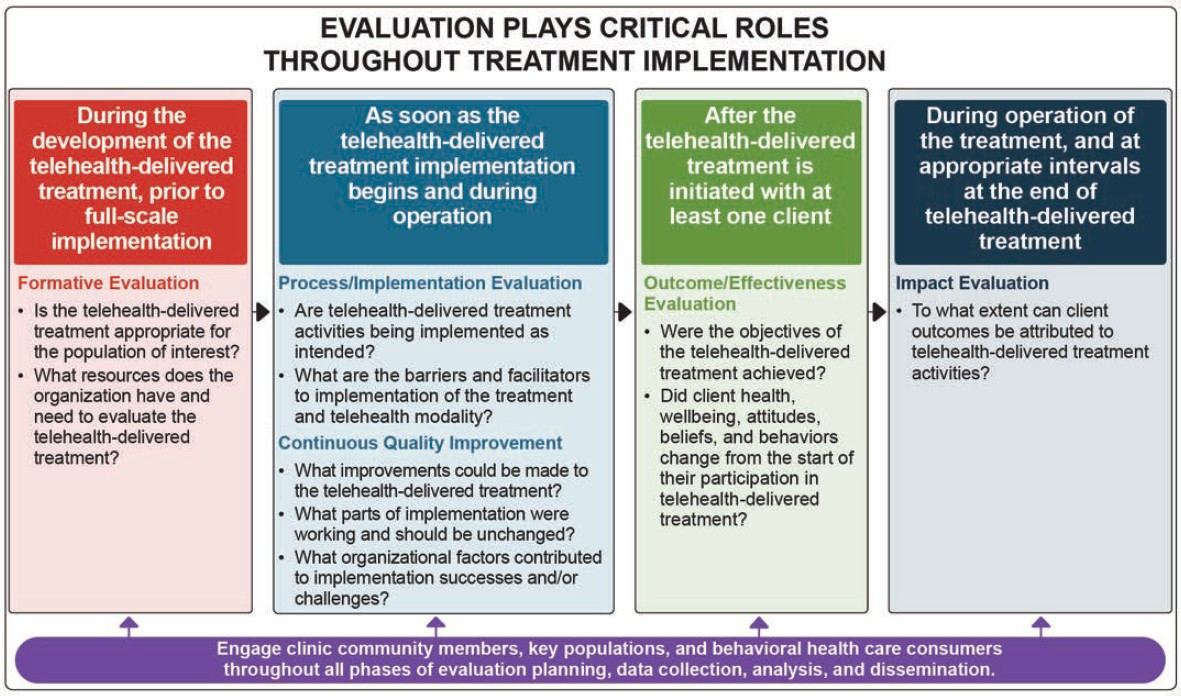 EVALUATION PLAYS CRITICAL ROLES
THROUGHOUT TREATMENT IMPLEMENTATION
During the
development of the
telehealth-delivered
treatment, prior to
full-scale
implementation
Formative Evaluation
• Is the telehealth-delivered
treatment appropriate for
the population of interest?
• What resources does the
organization have and
need to evaluate the
telehealth-delivered
treatment?
As soon as the
telehealth-delivered
treatment implementation
begins and during
operation
Process/Implementation Evaluation
• Are telehealth-delivered treatment
activities being implemented as
intended?
• What are the barriers and facilitators
to implementation of the treatment
and telehealth modality?
Continuous Quality Improvement
• What improvements could be made to
the telehealth-delivered treatment?
• What parts of implementation were
working and should be unchanged?
• What organizational factors contributed
to implementation successes and/or
challenges?
After the
telehealth-delivered
treatment is
initiated with at
least one client
Outcome/Effectiveness
Evaluation
• Were the objectives of
the telehealth-delivered
treatment achieved?
• Did client health,
wellbeing, attitudes,
beliefs, and behaviors
change from the start of
their participation in
telehealth-delivered
treatment?
During operation of
the treatment, and at
appropriate intervals
at the end of
telehealth-delivered
treatment
Impact Evaluation
• To what extent can client
outcomes be attributed to
telehealth-delivered treatment
activities?
Engage clinic community members, key populations, and behavioral health care consumers
throughout all phases of evaluation planning, data collection, analysis, and dissemination.